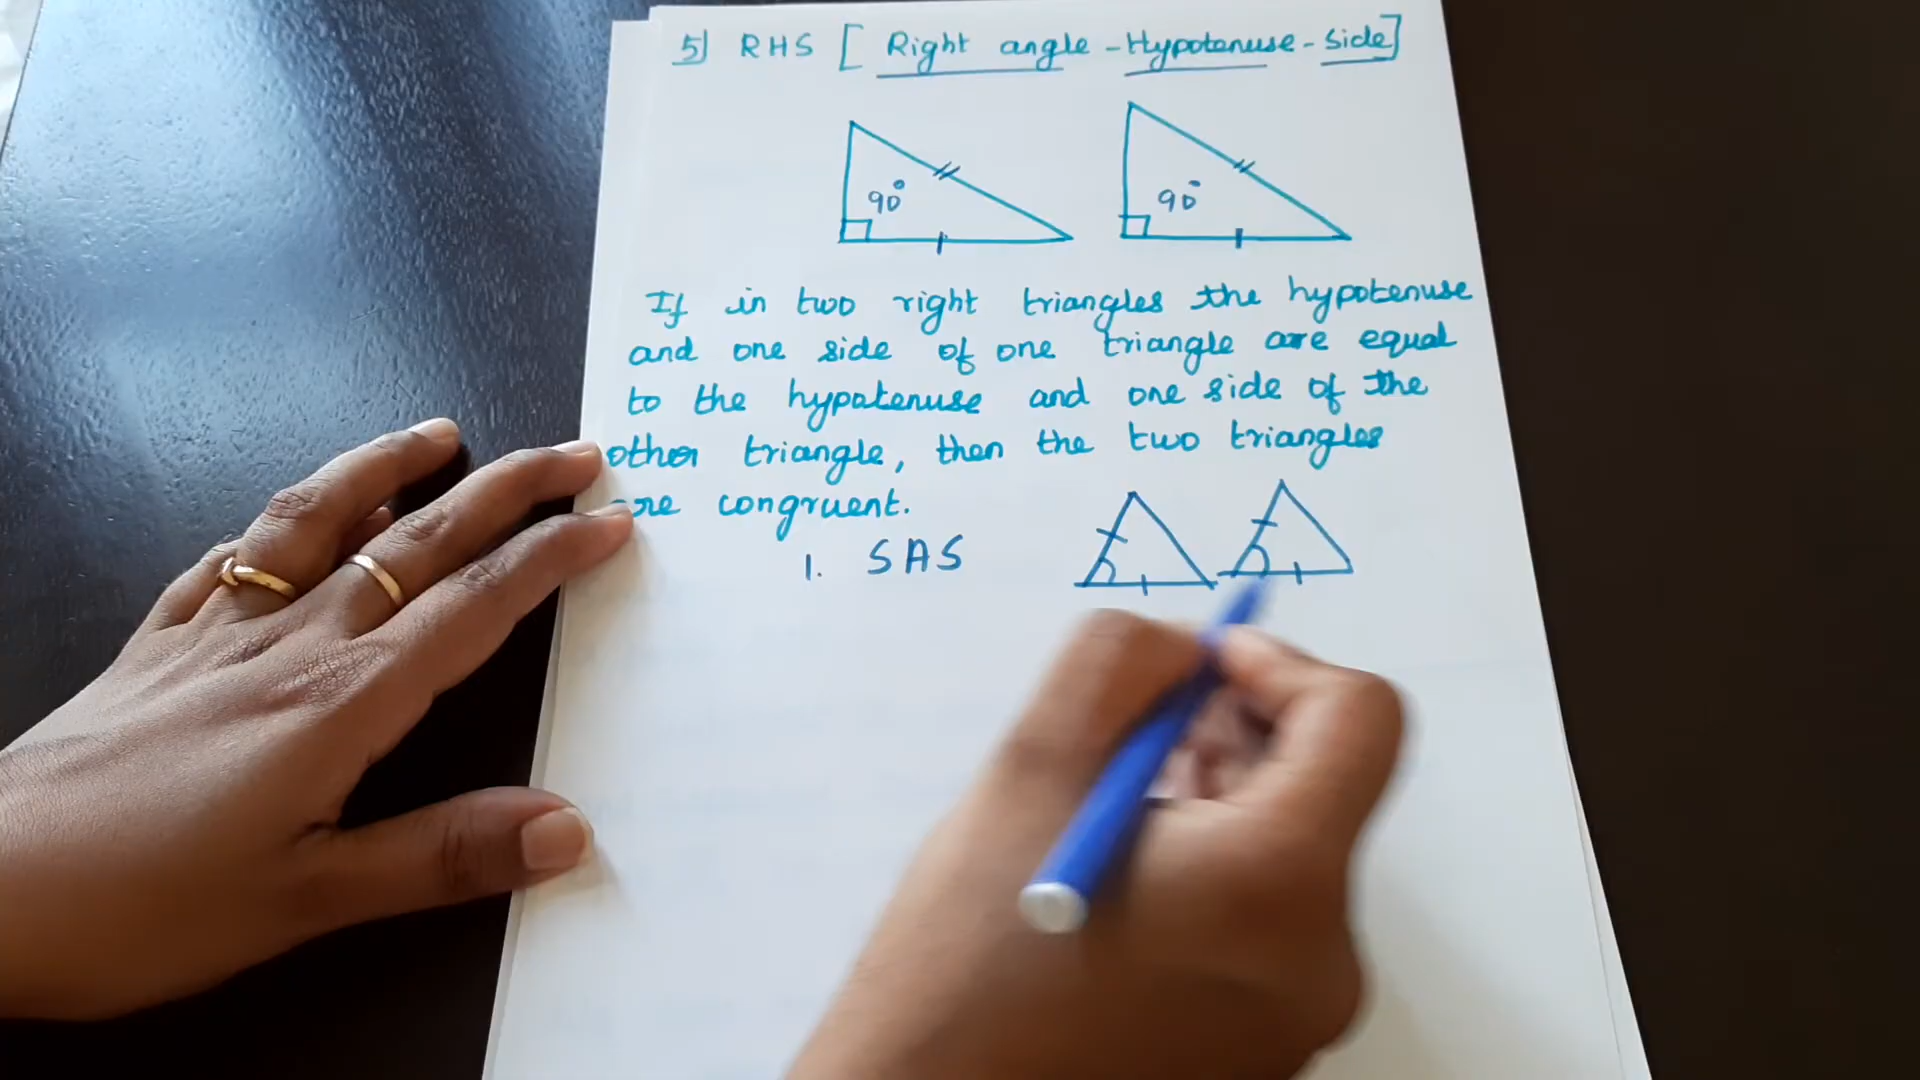 5) RHS [Right angle - Hypotenuse - Side]
90° 90°
If in two right triangles the hypotenuse
and one side of one triangle are equal
to the hypotenuse and one side of the
other triangle, then the two triangles
are congruent.
1. SAS